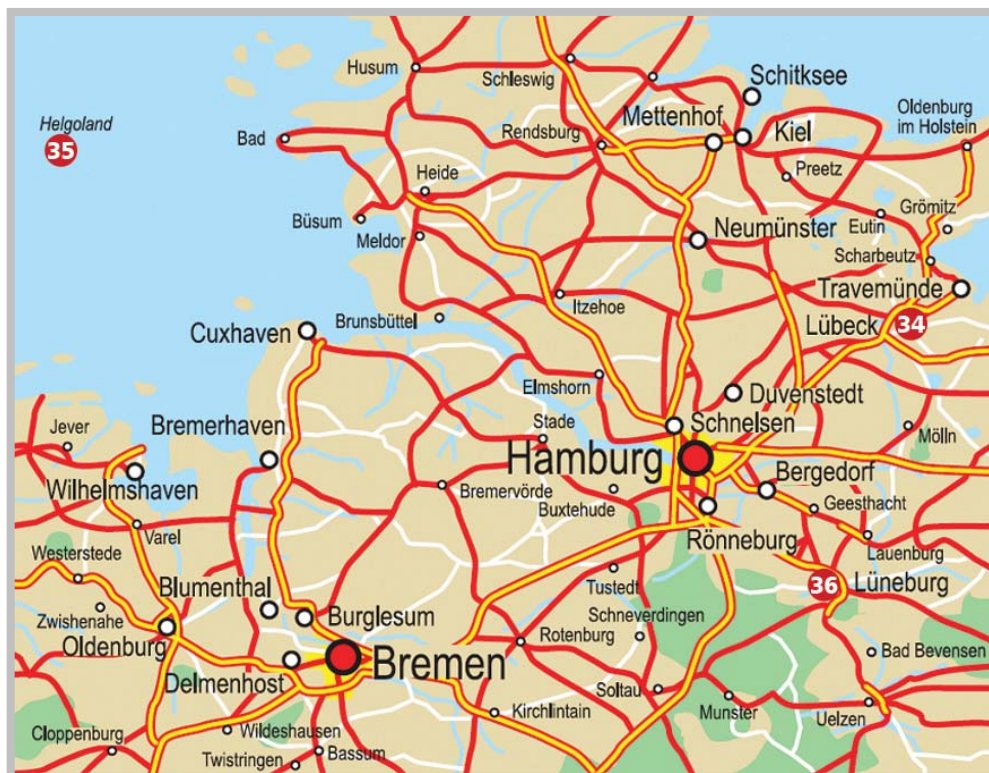 Husum
Schleswig
Schitksee
Helgoland
35
Bad
Rendsburg
Mettenhof
Kiel
Oldenburg
im Holstein
Heide
Preetz
Büsum
Meldor
Neumünster
Eutin
Grömitz
Scharbeutz
Travemünde
Itzehoe
Brunsbüttel
Cuxhaven
Lübeck
34
Elmshorn
Duvenstedt
Jever
Bremerhaven
Stade
Schnelsen
Mölln
Hamburg
Wilhelmshaven
Bremervörde
Bergedorf
Buxtehude
Geesthacht
Varel
Rönneburg
Lauenburg
Westerstede
Blumenthal
Tustedt
36
Lüneburg
Zwishenahe
Burglesum
Schneverdingen
Oldenburg
Rotenburg
Bad Bevensen
Bremen
Delmenhost
Soltau
Munster
Uelzen
Kirchlintain
Wildeshausen
Cloppenburg
Twistringen
Bassum